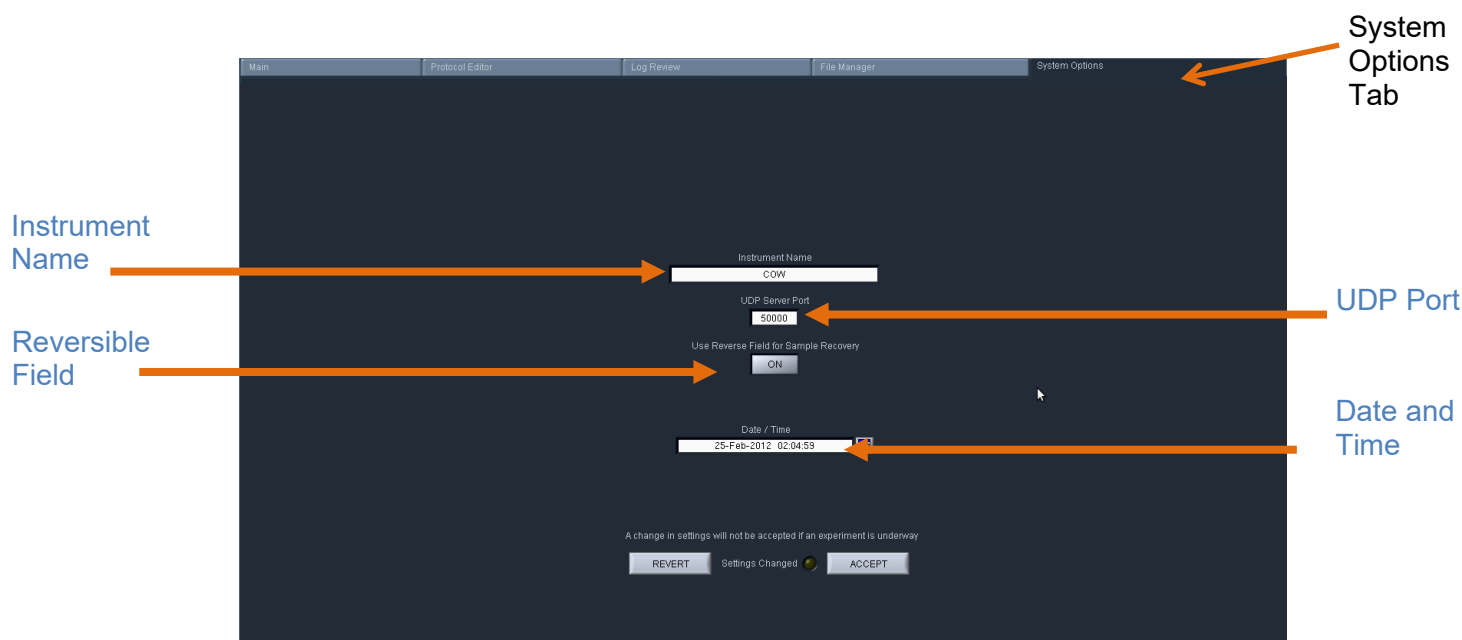 System
Options
Tab
Main
Protocol Editor
Log Review
File Manager
System Options
Instrument
Name
Instrument Name
COW
UDP Server Port
50000
UDP Port
Reversible
Field
Use Reverse Field for Sample Recovery
ON
Date and
Time
Date / Time
25-Feb-2012 02:04:59
A change in settings will not be accepted if an experiment is underway
REVERT
Settings Changed
ACCEPT